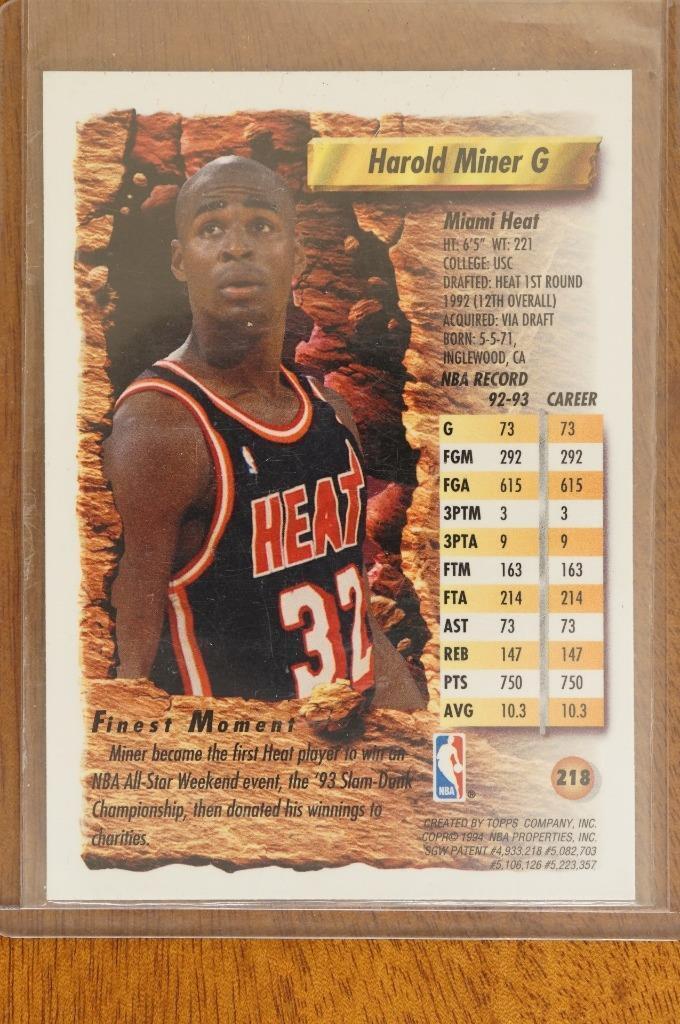 Harold Miner G
Miami Heat
HT: 6'5" WT: 221
COLLEGE: USC
DRAFTED: HEAT 1ST ROUND
1992 (12TH OVERALL)
ACQUIRED: VIA DRAFT
BORN: 5-5-71,
INGLEWOOD, CA
NBA RECORD
92-93 CAREER
G 73 73
FGM 292 292
FGA 615 615
3PTM 3 3
3PTA 9 9
FTM 163 163
FTA 214 214
AST 73 73
REB 147 147
PTS 750 750
AVG 10.3 10.3
HEAT
32
Finest Moment
Miner became the first Heat player to win an
NBA All-Star Weekend event, the '93 Slam-Dunk
Championship, then donated his winnings to
charities.
NBA ®
218
CREATED BY TOPPS COMPANY, INC.
COPR© 1994 NBA PROPERTIES, INC.
SGW PATENT #4,933,218 #5,082,703
#5,106,126 #5,223,357